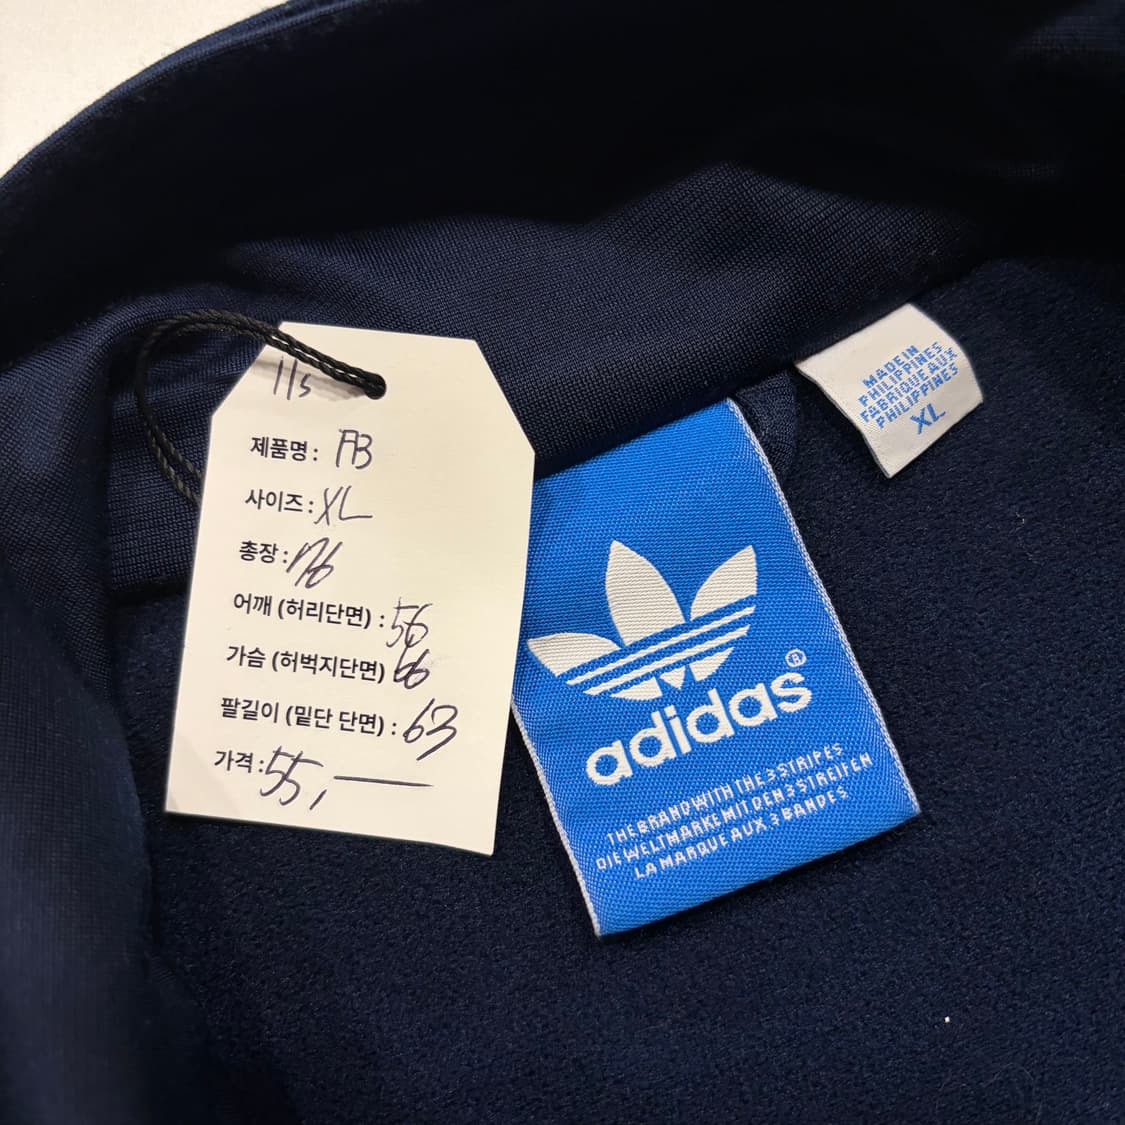 11s
제품명: FB
사이즈: XL
총장: 76
어깨 (허리단면) : 56
가슴 (허벅지단면) 66
팔길이 (밑단 단면) : 63
가격: 55,—
MADE IN
PHILIPPINES
FABRIQUE AUX
PHILIPPINES
XL
adidas®
THE BRAND WITH THE 3 STRIPES
DIE WELTMARKE MIT DEN 3 STREIFEN
LA MARQUE AUX 3 BANDES